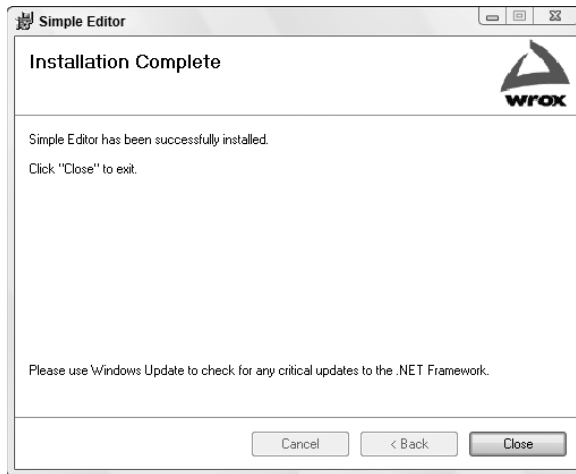 Simple Editor
Installation Complete
wrox
Simple Editor has been successfully installed.
Click "Close" to exit.
Please use Windows Update to check for any critical updates to the .NET Framework.
Cancel
< Back
Close